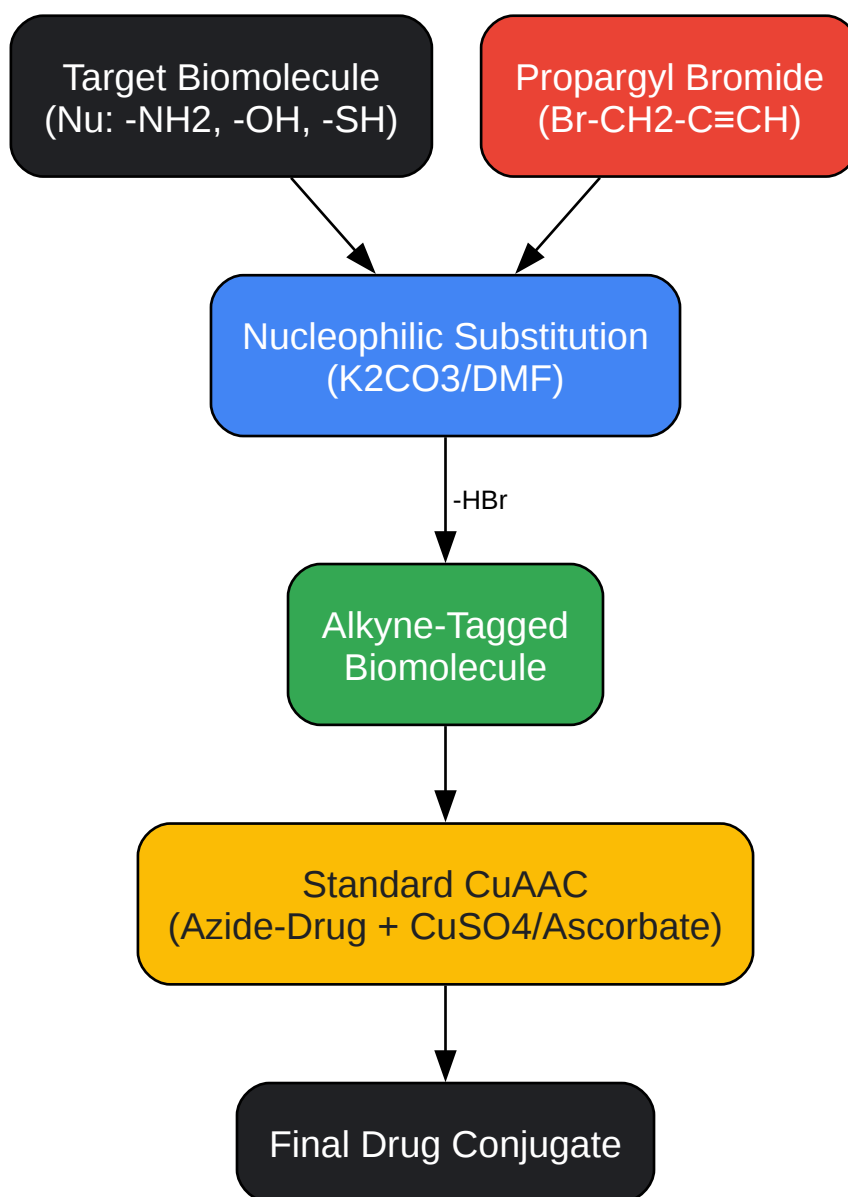 Target Biomolecule
(Nu: -NH2, -OH, -SH)
Propargyl Bromide
(Br-CH2-C≡CH)
Nucleophilic Substitution
(K2CO3/DMF)
-HBr
Alkyne-Tagged
Biomolecule
Standard CuAAC
(Azide-Drug + CuSO4/Ascorbate)
Final Drug Conjugate